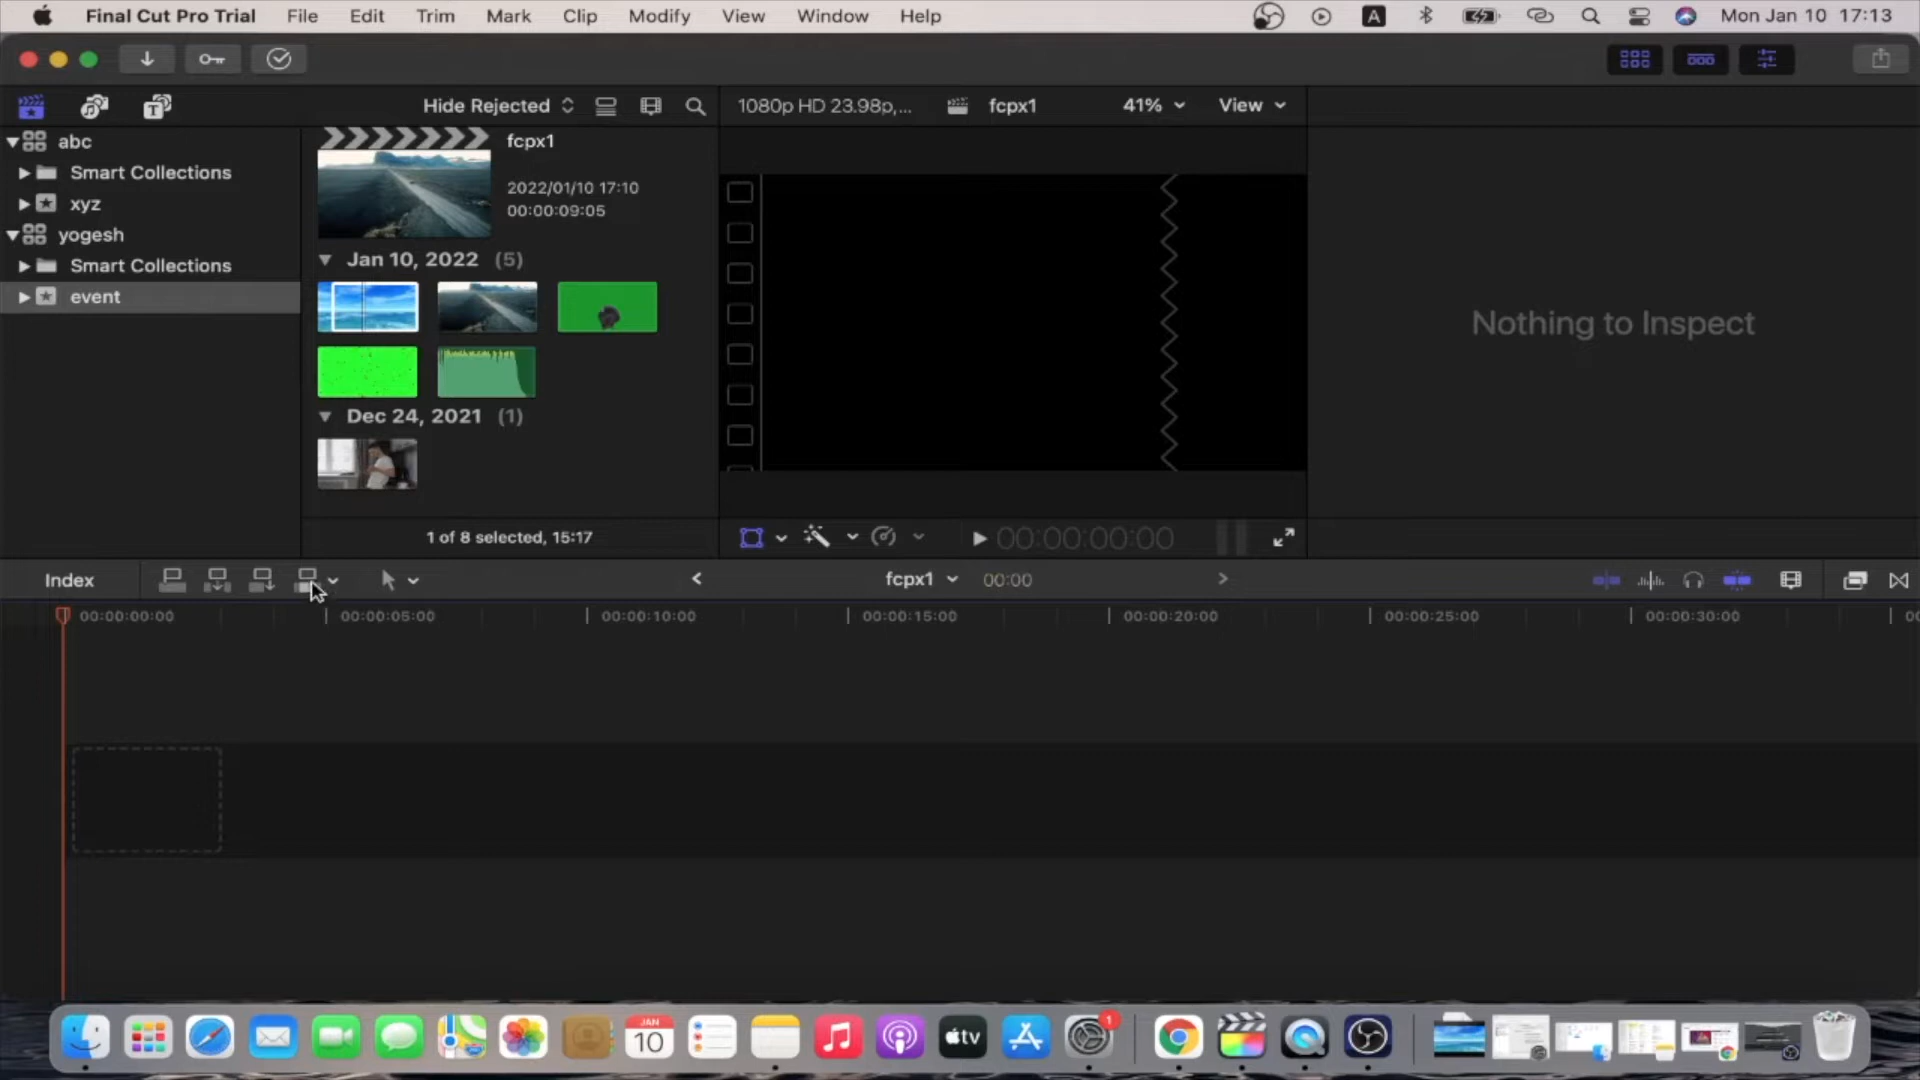 Final Cut Pro Trial File Edit Trim Mark Clip Modify View Window Help A Mon Jan 10 17:13
Hide Rejected 1080p HD 23.98p,... fcpx1 41% View
abc
Smart Collections
xyz
yogesh
Smart Collections
event
fcpx1
2022/01/10 17:10
00:00:09:05
Jan 10, 2022 (5)
Dec 24, 2021 (1)
1 of 8 selected, 15:17
00:00:00:00
Nothing to Inspect
Index fcpx1 00:00
00:00:00:00 00:00:05:00 00:00:10:00 00:00:15:00 00:00:20:00 00:00:25:00 00:00:30:00
JAN
10
tv
1